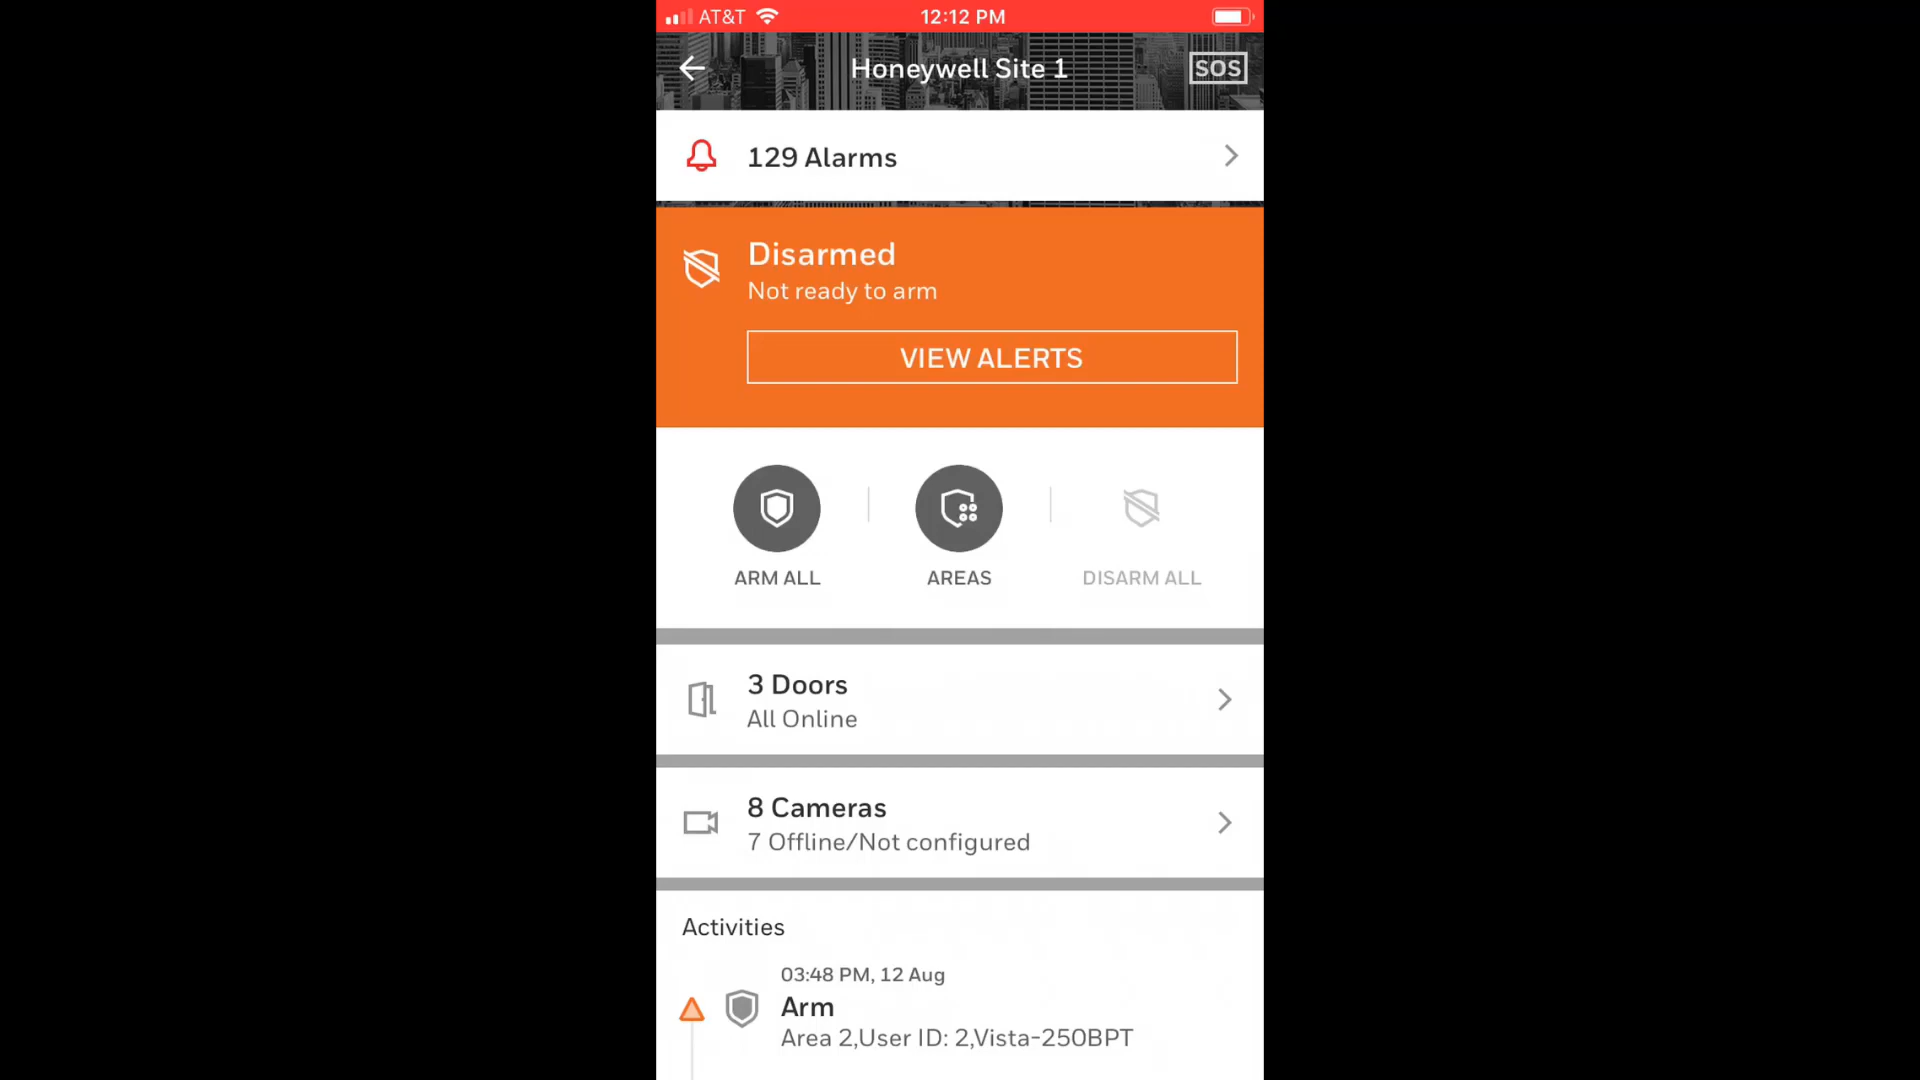 AT&T
12:12 PM
Honeywell Site 1
SOS
129 Alarms
Disarmed
Not ready to arm
VIEW ALERTS
ARM ALL
AREAS
DISARM ALL
3 Doors
All Online
8 Cameras
7 Offline/Not configured
Activities
03:48 PM, 12 Aug
Arm
Area 2,User ID: 2,Vista-250BPT